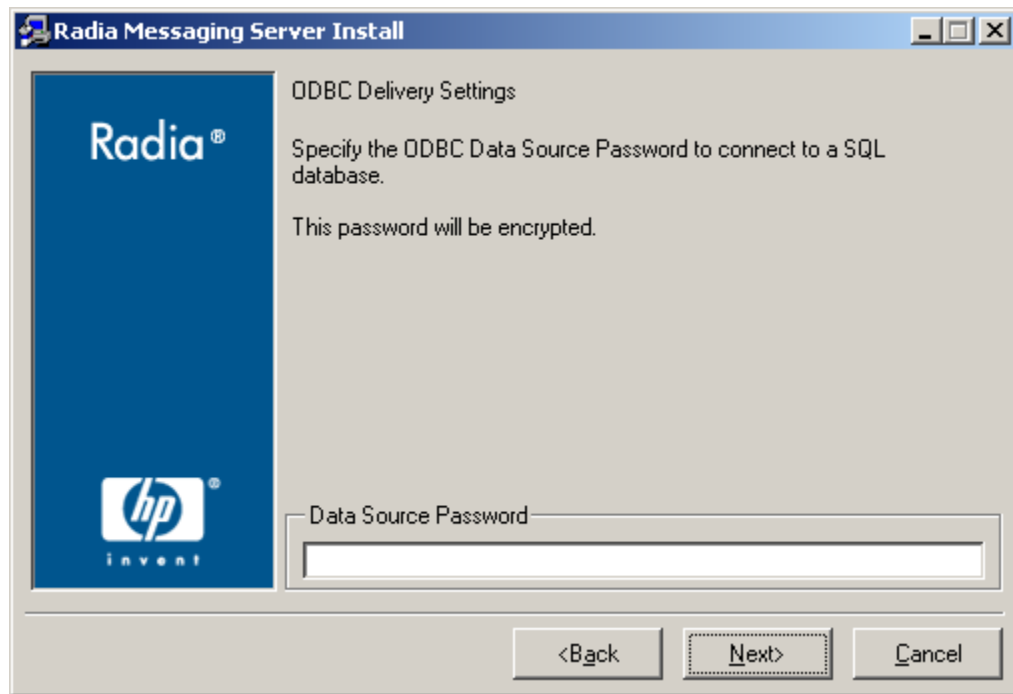 Radia Messaging Server Install
Radia®
ODBC Delivery Settings
Specify the ODBC Data Source Password to connect to a SQL
database.
This password will be encrypted.
hp®
invent
Data Source Password
<Back
Next>
Cancel